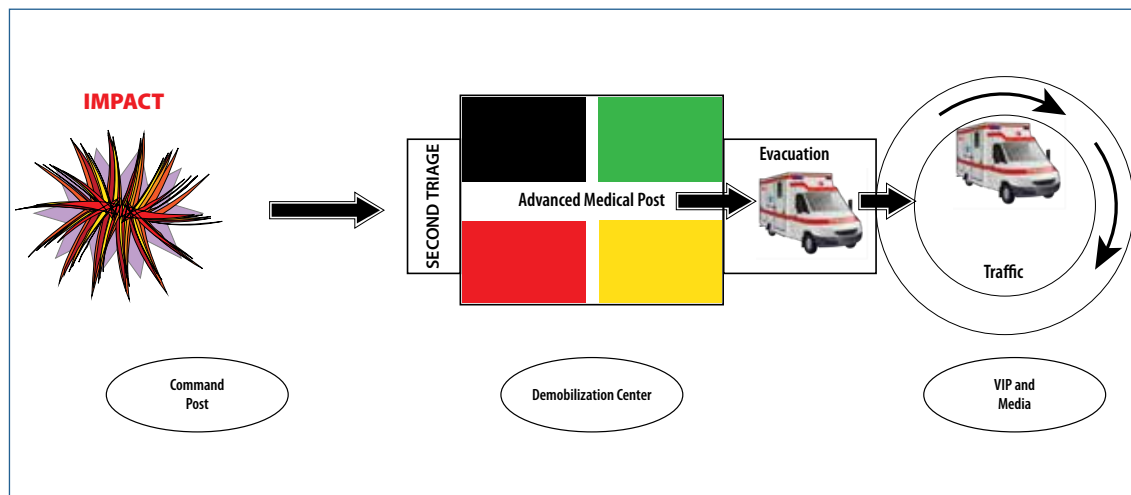 IMPACT
SECOND TRIAGE
Advanced Medical Post
Evacuation
Traffic
Command
Post
Demobilization Center
VIP and
Media